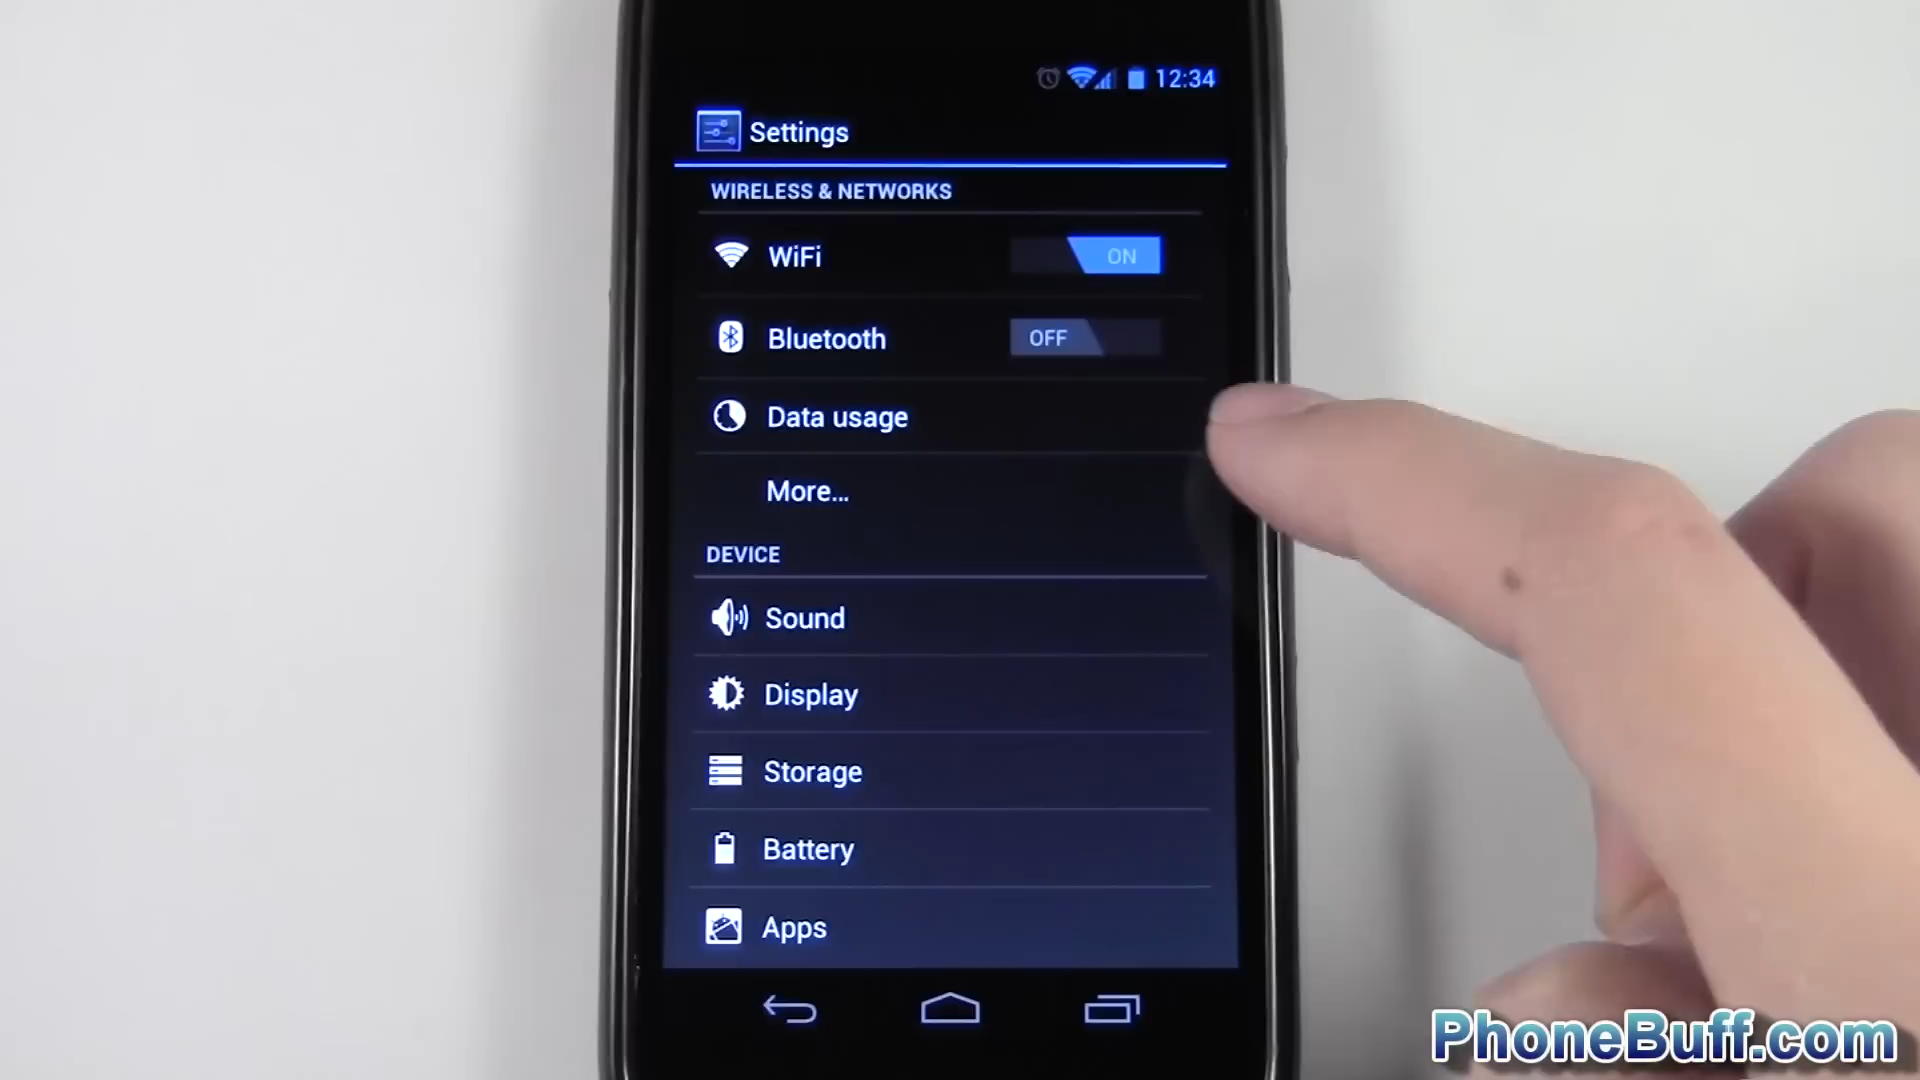 12:34
Settings
WIRELESS & NETWORKS
WiFi ON
Bluetooth OFF
Data usage
More...
DEVICE
Sound
Display
Storage
Battery
Apps
PhoneBuff.com